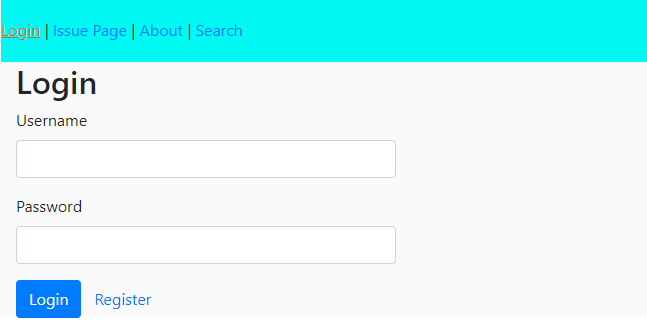 Login | Issue Page | About | Search
Login
Username
Password
Login Register